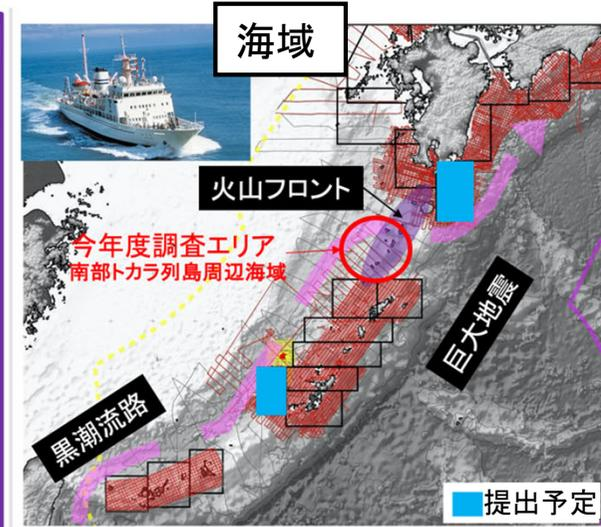 海域
火山フロント
今年度調査エリア
南部トカラ列島周辺海域
巨大地震
黒潮流路
提出予定